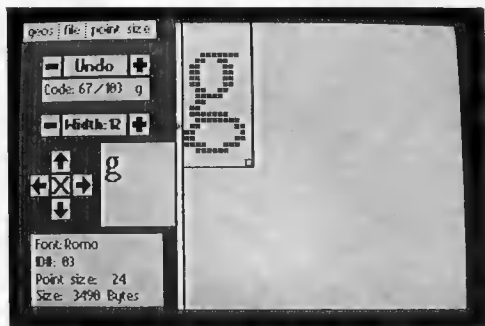 geos file point size
- Undo +
Code: 67/103 g
- Width: 12 +
g
g
Font: Roma
ID#: 03
Point size: 24
Size: 3490 Bytes